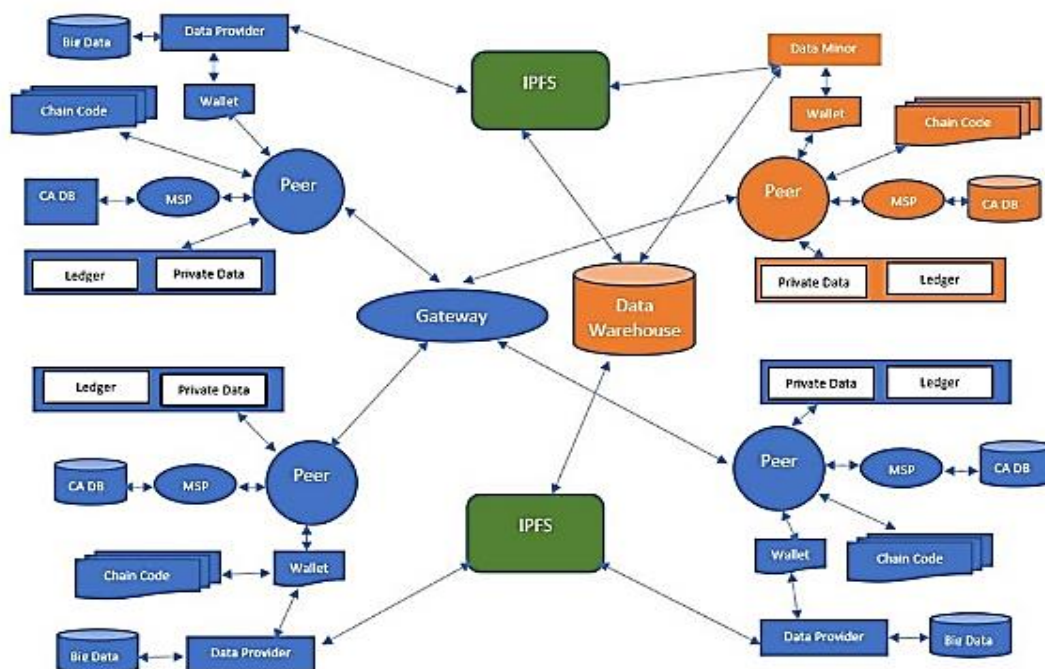 Big Data
Data Provider
IPFS
Data Minor
Wallet
Wallet
Chain Code
Chain Code
Peer
Peer
CA DB
MSP
MSP
CA DB
Ledger
Private Data
Private Data
Ledger
Gateway
Data
Warehouse
Ledger
Private Data
Private Data
Ledger
Peer
Peer
CA DB
MSP
MSP
CA DB
IPFS
Wallet
Chain Code
Wallet
Chain Code
Big Data
Data Provider
Data Provider
Big Data